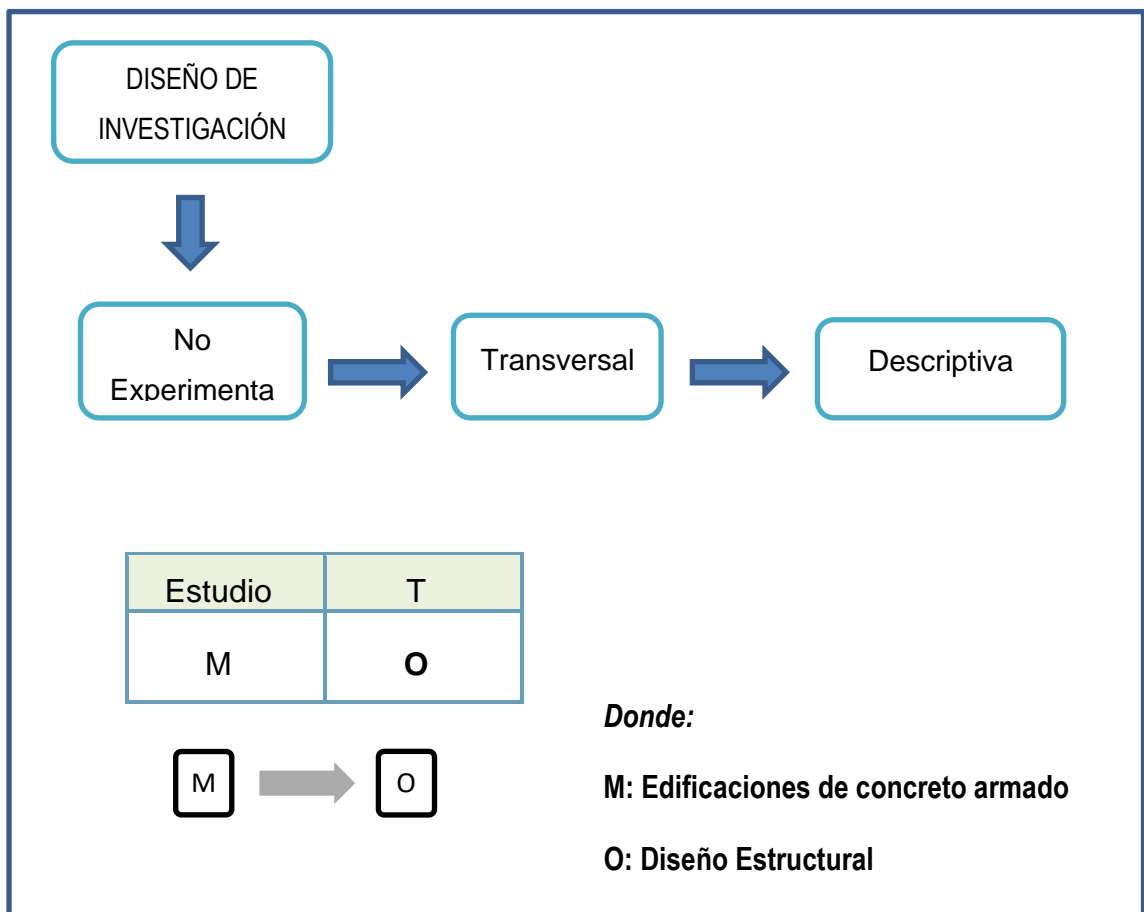 DISEÑO DE
INVESTIGACIÓN
No
Experimenta
Transversal
Descriptiva
Estudio T
M O
M O
Donde:
M: Edificaciones de concreto armado
O: Diseño Estructural